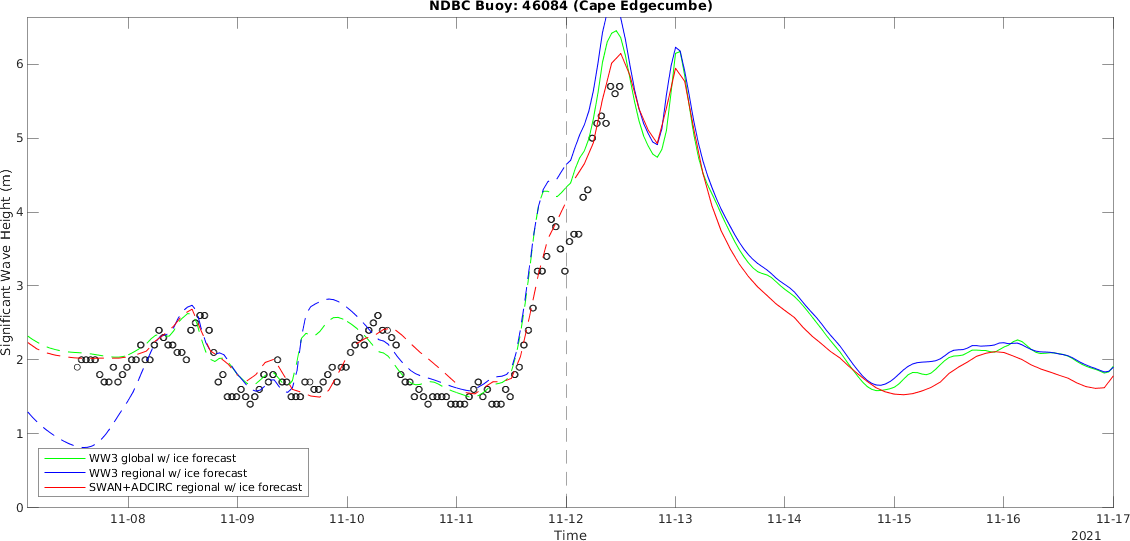 NDBC Buoy: 46084 (Cape Edgecumbe)
Significant Wave Height (m)
6
5
4
3
2
1
0
WW3 global w/ ice forecast
WW3 regional w/ ice forecast
SWAN+ADCIRC regional w/ ice forecast
11-08 11-09 11-10 11-11 11-12 11-13 11-14 11-15 11-16 11-17
Time
2021